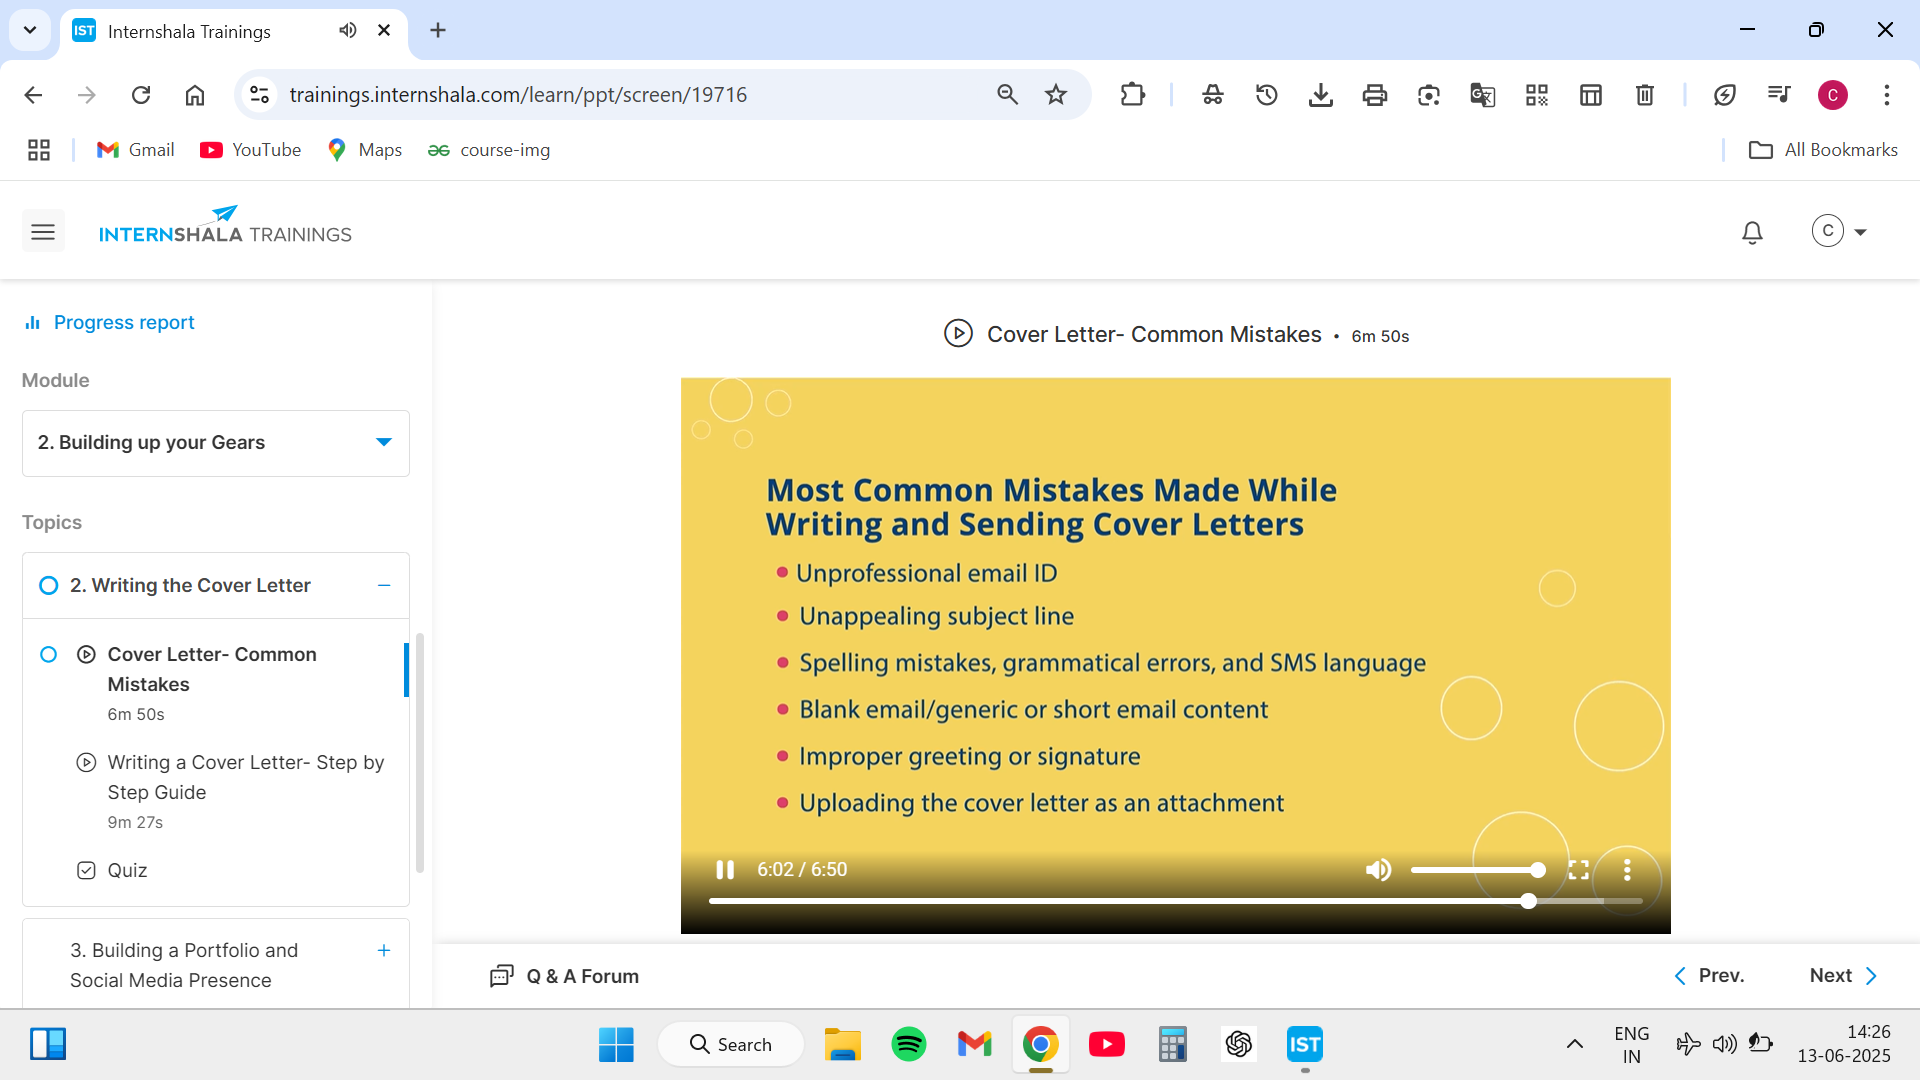 IST Internshala Trainings
trainings.internshala.com/learn/ppt/screen/19716
C
Gmail YouTube Maps course-img All Bookmarks
INTERNSHALA TRAININGS
C
Progress report
Module
2. Building up your Gears
Topics
2. Writing the Cover Letter
Cover Letter- Common
Mistakes
6m 50s
Writing a Cover Letter- Step by
Step Guide
9m 27s
Quiz
3. Building a Portfolio and
Social Media Presence
Cover Letter- Common Mistakes • 6m 50s
Most Common Mistakes Made While
Writing and Sending Cover Letters
• Unprofessional email ID
• Unappealing subject line
• Spelling mistakes, grammatical errors, and SMS language
• Blank email/generic or short email content
• Improper greeting or signature
• Uploading the cover letter as an attachment
6:02 / 6:50
Q & A Forum
Prev. Next
Search
IST
ENG
IN
14:26
13-06-2025